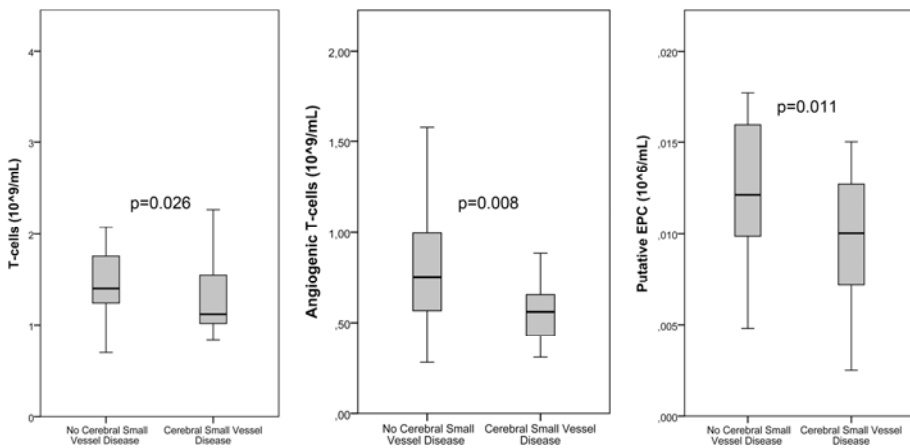 T-cells (10^9/mL)
4
3
2
1
0
p=0.026
No Cerebral Small
Vessel Disease
Cerebral Small Vessel
Disease
Angiogenic T-cells (10^9/mL)
2,00
1,50
1,00
,50
,00
p=0.008
No Cerebral Small
Vessel Disease
Cerebral Small Vessel
Disease
Putative EPC (10^6/mL)
,020
,015
,010
,005
,000
p=0.011
No Cerebral Small
Vessel Disease
Cerebral Small Vessel
Disease